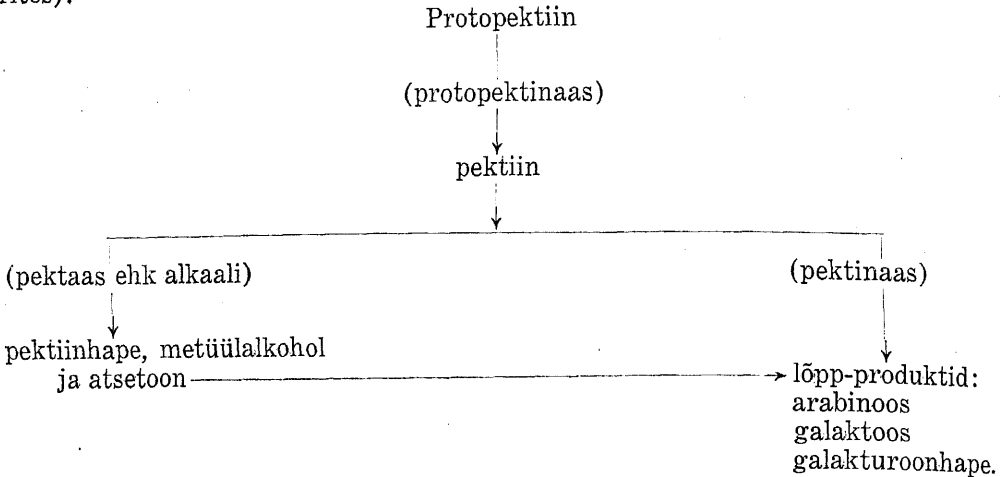 Protopektiin
(protopektinaas)
pektiin
(pektaas ehk alkaali)
(pektinaas)
pektiinhape, metüülalkohol
ja atsetoon
lõpp-produktid:
arabinoos
galaktoos
galakturoonhape.